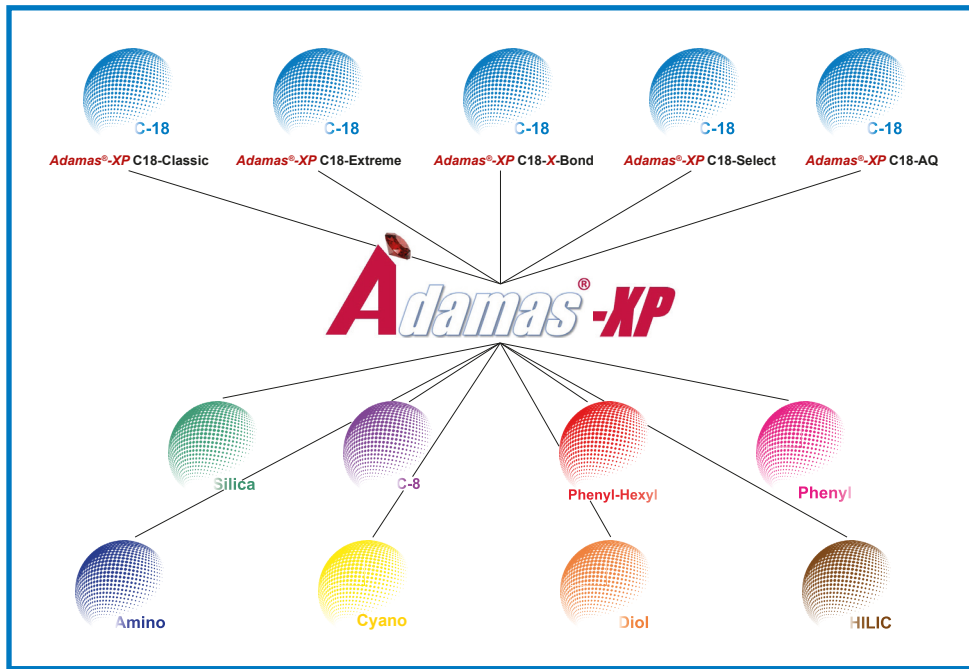 C-18 C-18 C-18 C-18 C-18
Adamas®-XP C18-Classic Adamas®-XP C18-Extreme Adamas®-XP C18-X-Bond Adamas®-XP C18-Select Adamas®-XP C18-AQ
Adamas®-XP
Silica C-8 Phenyl-Hexyl Phenyl
Amino Cyano Diol HILIC